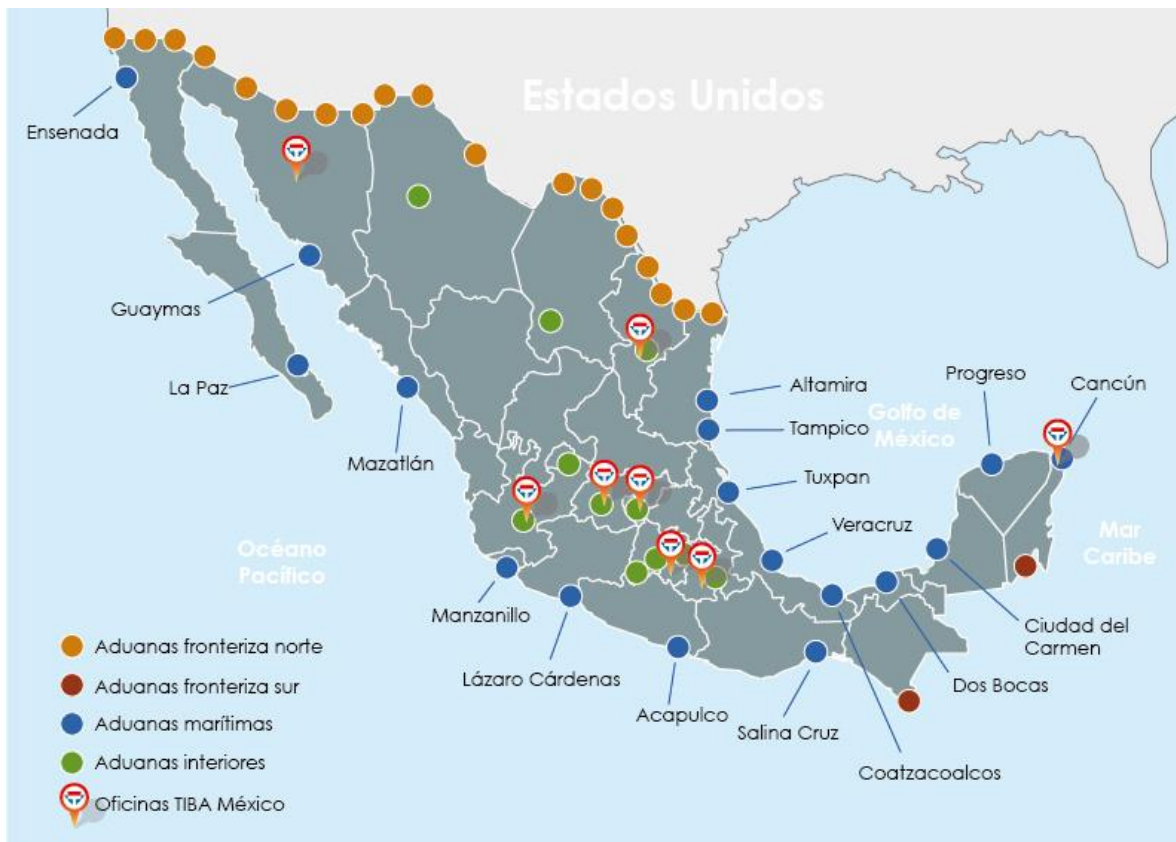 Estados Unidos
Ensenada
Guaymas
La Paz
Mazatlán
Altamira
Tampico
Tuxpan
Veracruz
Golfo de
México
Progreso
Cancún
Mar
Caribe
Océano
Pacífico
Manzanillo
Lázaro Cárdenas
Acapulco
Salina Cruz
Coatzacoalcos
Dos Bocas
Ciudad del
Carmen
Aduanas fronteriza norte
Aduanas fronteriza sur
Aduanas marítimas
Aduanas interiores
Oficinas TIBA México